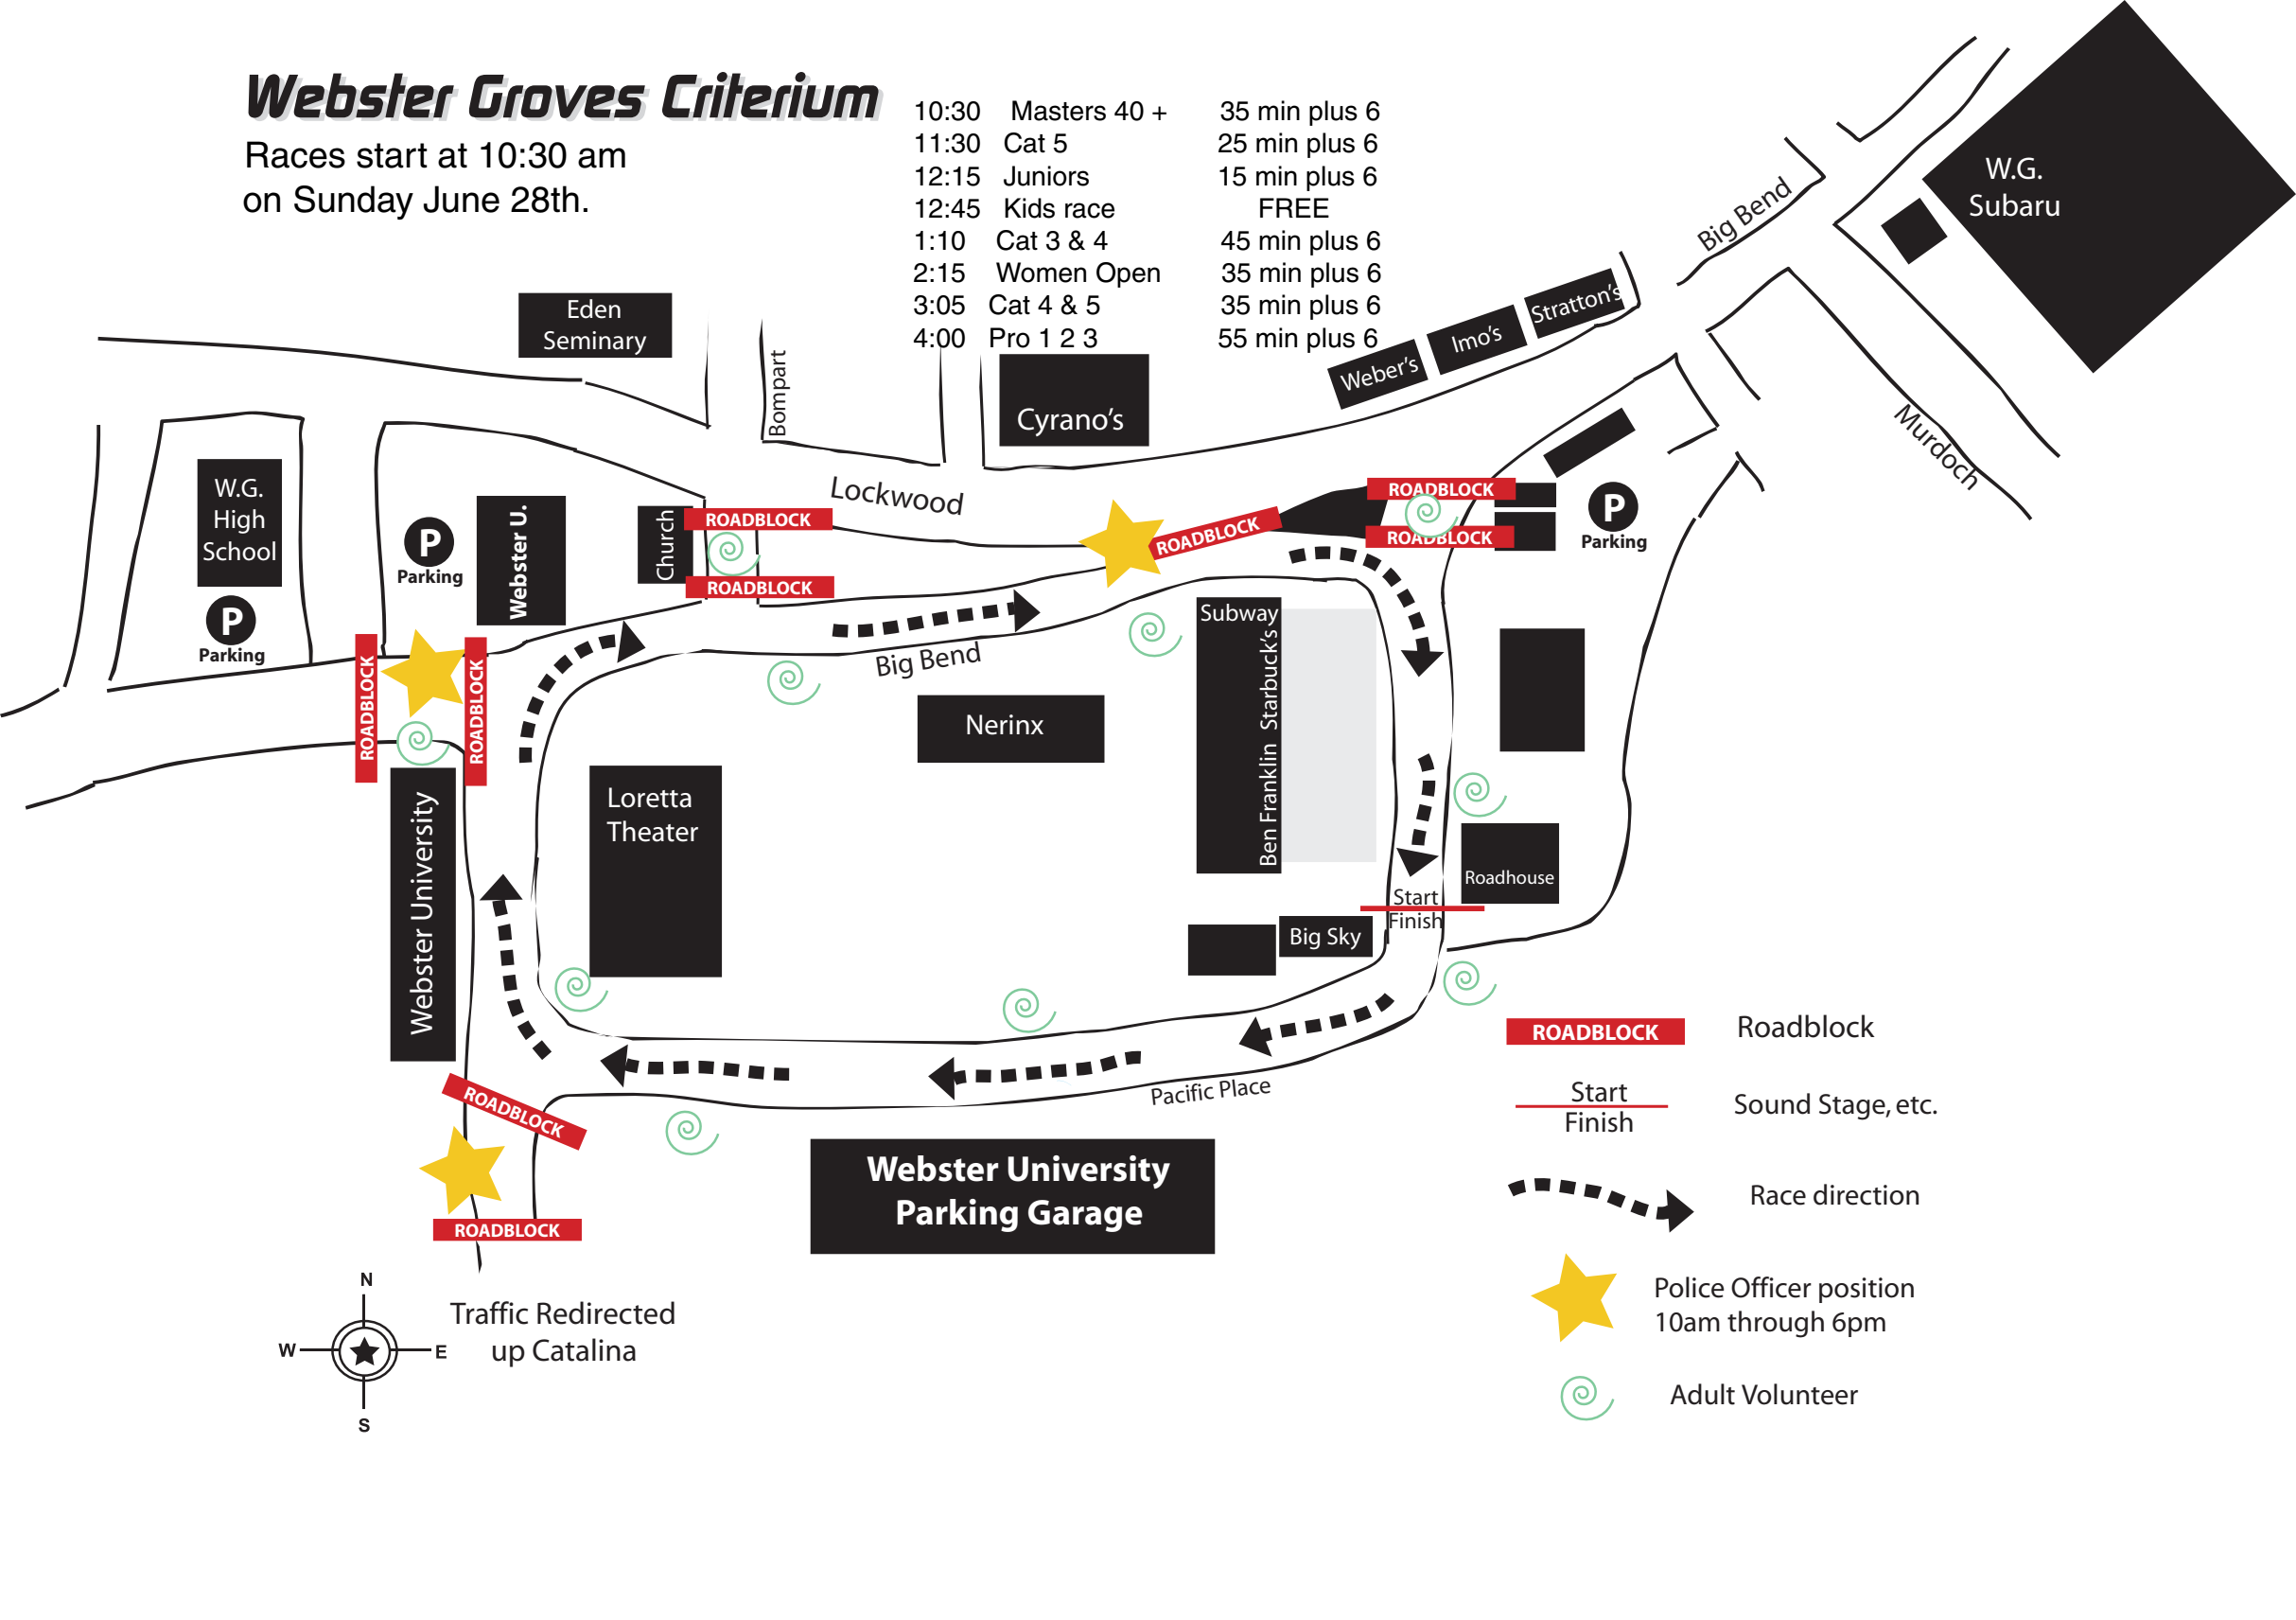 Webster Groves Criterium
Races start at 10:30 am
on Sunday June 28th.
10:30 Masters 40 + 35 min plus 6
11:30 Cat 5 25 min plus 6
12:15 Juniors 15 min plus 6
12:45 Kids race FREE
1:10 Cat 3 & 4 45 min plus 6
2:15 Women Open 35 min plus 6
3:05 Cat 4 & 5 35 min plus 6
4:00 Pro 1 2 3 55 min plus 6
W.G.
Subaru
Big Bend
Eden
Seminary
Bompart
Cyrano's
Weber's
Imo's
Stratton's
Murdoch
Lockwood
W.G.
High
School
P
Parking
P
Parking
Webster U.
Church
ROADBLOCK
ROADBLOCK
ROADBLOCK
ROADBLOCK
ROADBLOCK
P
Parking
ROADBLOCK
ROADBLOCK
Big Bend
Subway
Starbuck's
Ben Franklin
Nerinx
Loretta
Theater
Webster University
Roadhouse
Start
Finish
Big Sky
Pacific Place
ROADBLOCK
ROADBLOCK
Webster University
Parking Garage
Traffic Redirected
up Catalina
N
W
E
S
ROADBLOCK
Roadblock
Start
Finish
Sound Stage, etc.
Race direction
Police Officer position
10am through 6pm
Adult Volunteer